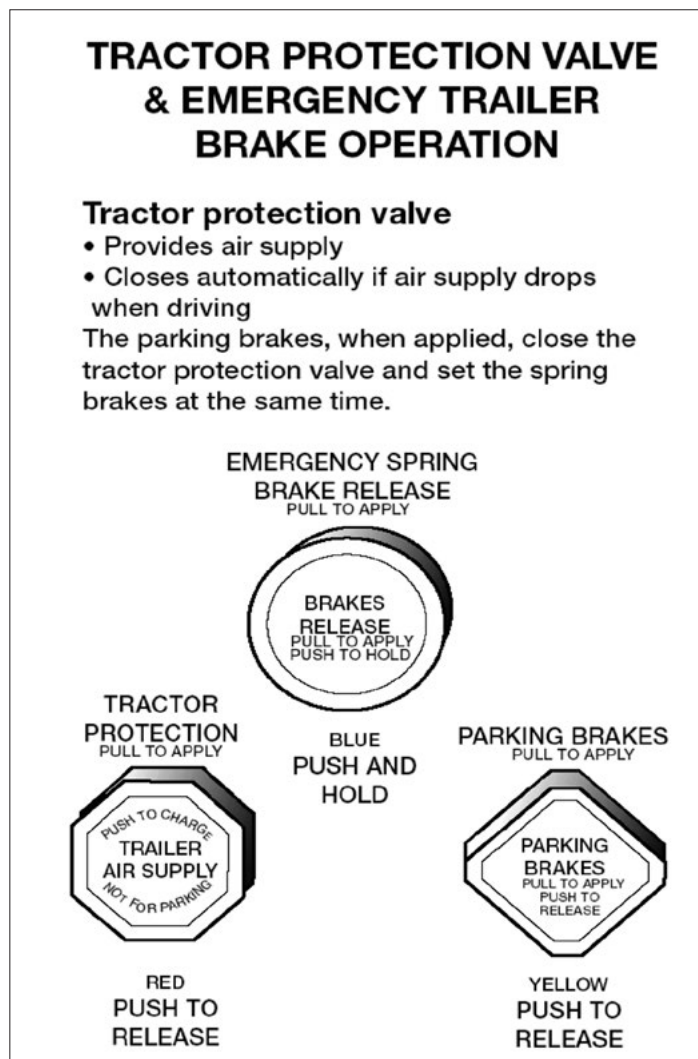 TRACTOR PROTECTION VALVE
& EMERGENCY TRAILER
BRAKE OPERATION
Tractor protection valve
• Provides air supply
• Closes automatically if air supply drops
when driving
The parking brakes, when applied, close the
tractor protection valve and set the spring
brakes at the same time.
EMERGENCY SPRING
BRAKE RELEASE
PULL TO APPLY
BRAKES
RELEASE
PULL TO APPLY
PUSH TO HOLD
BLUE
PUSH AND
HOLD
TRACTOR
PROTECTION
PULL TO APPLY
PUSH TO CHARGE
TRAILER
AIR SUPPLY
NOT FOR PARKING
RED
PUSH TO
RELEASE
PARKING BRAKES
PULL TO APPLY
PARKING
BRAKES
PULL TO APPLY
PUSH TO
RELEASE
YELLOW
PUSH TO
RELEASE